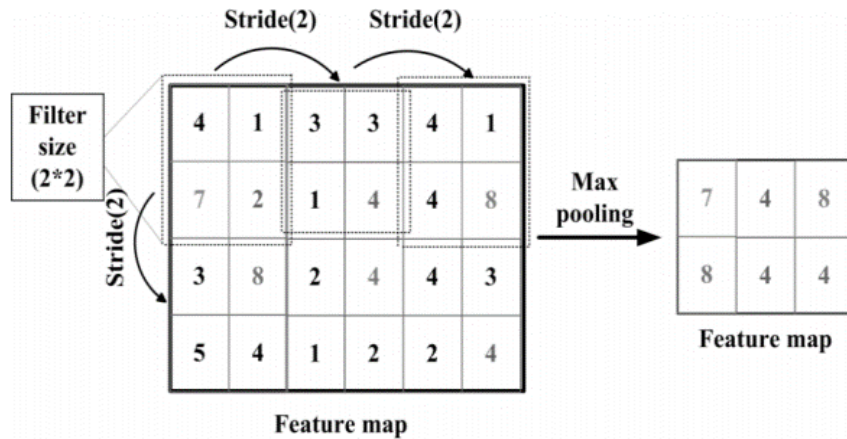 Stride(2) Stride(2)
Filter
size
(2*2)
Stride(2)
4 1 3 3 4 1
7 2 1 4 4 8
3 8 2 4 4 3
5 4 1 2 2 4
Feature map
Max
pooling
7 4 8
8 4 4
Feature map